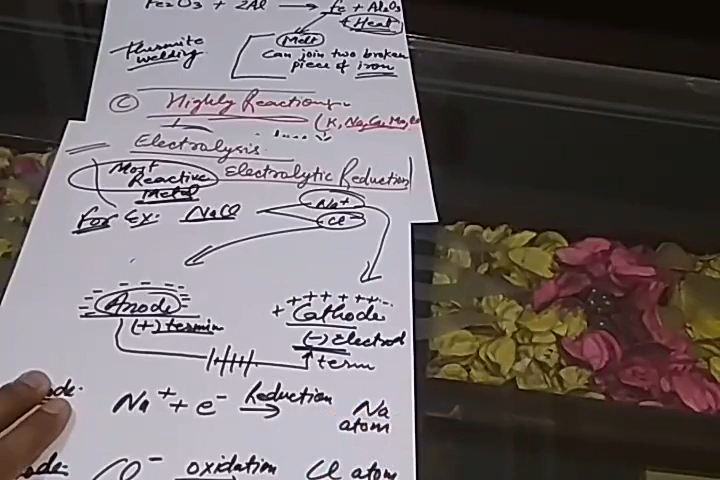 Fe2O3 + 2Al → Fe + Al2O3
+ Heat
Thermite
welding
Melt
Can join two broken
piece of iron
(C) Highly Reactions
(K, Na, Ca, Mg,
Electrolysis
Most
Reactive
Metal
Electrolytic Reduction
For Ex: NaCl
Na+
Cl-
Anode
(+) termin
+ Cathode
(-) Electrod
term
Na+ + e- Reduction → Na
atom
oxidation Cl atom